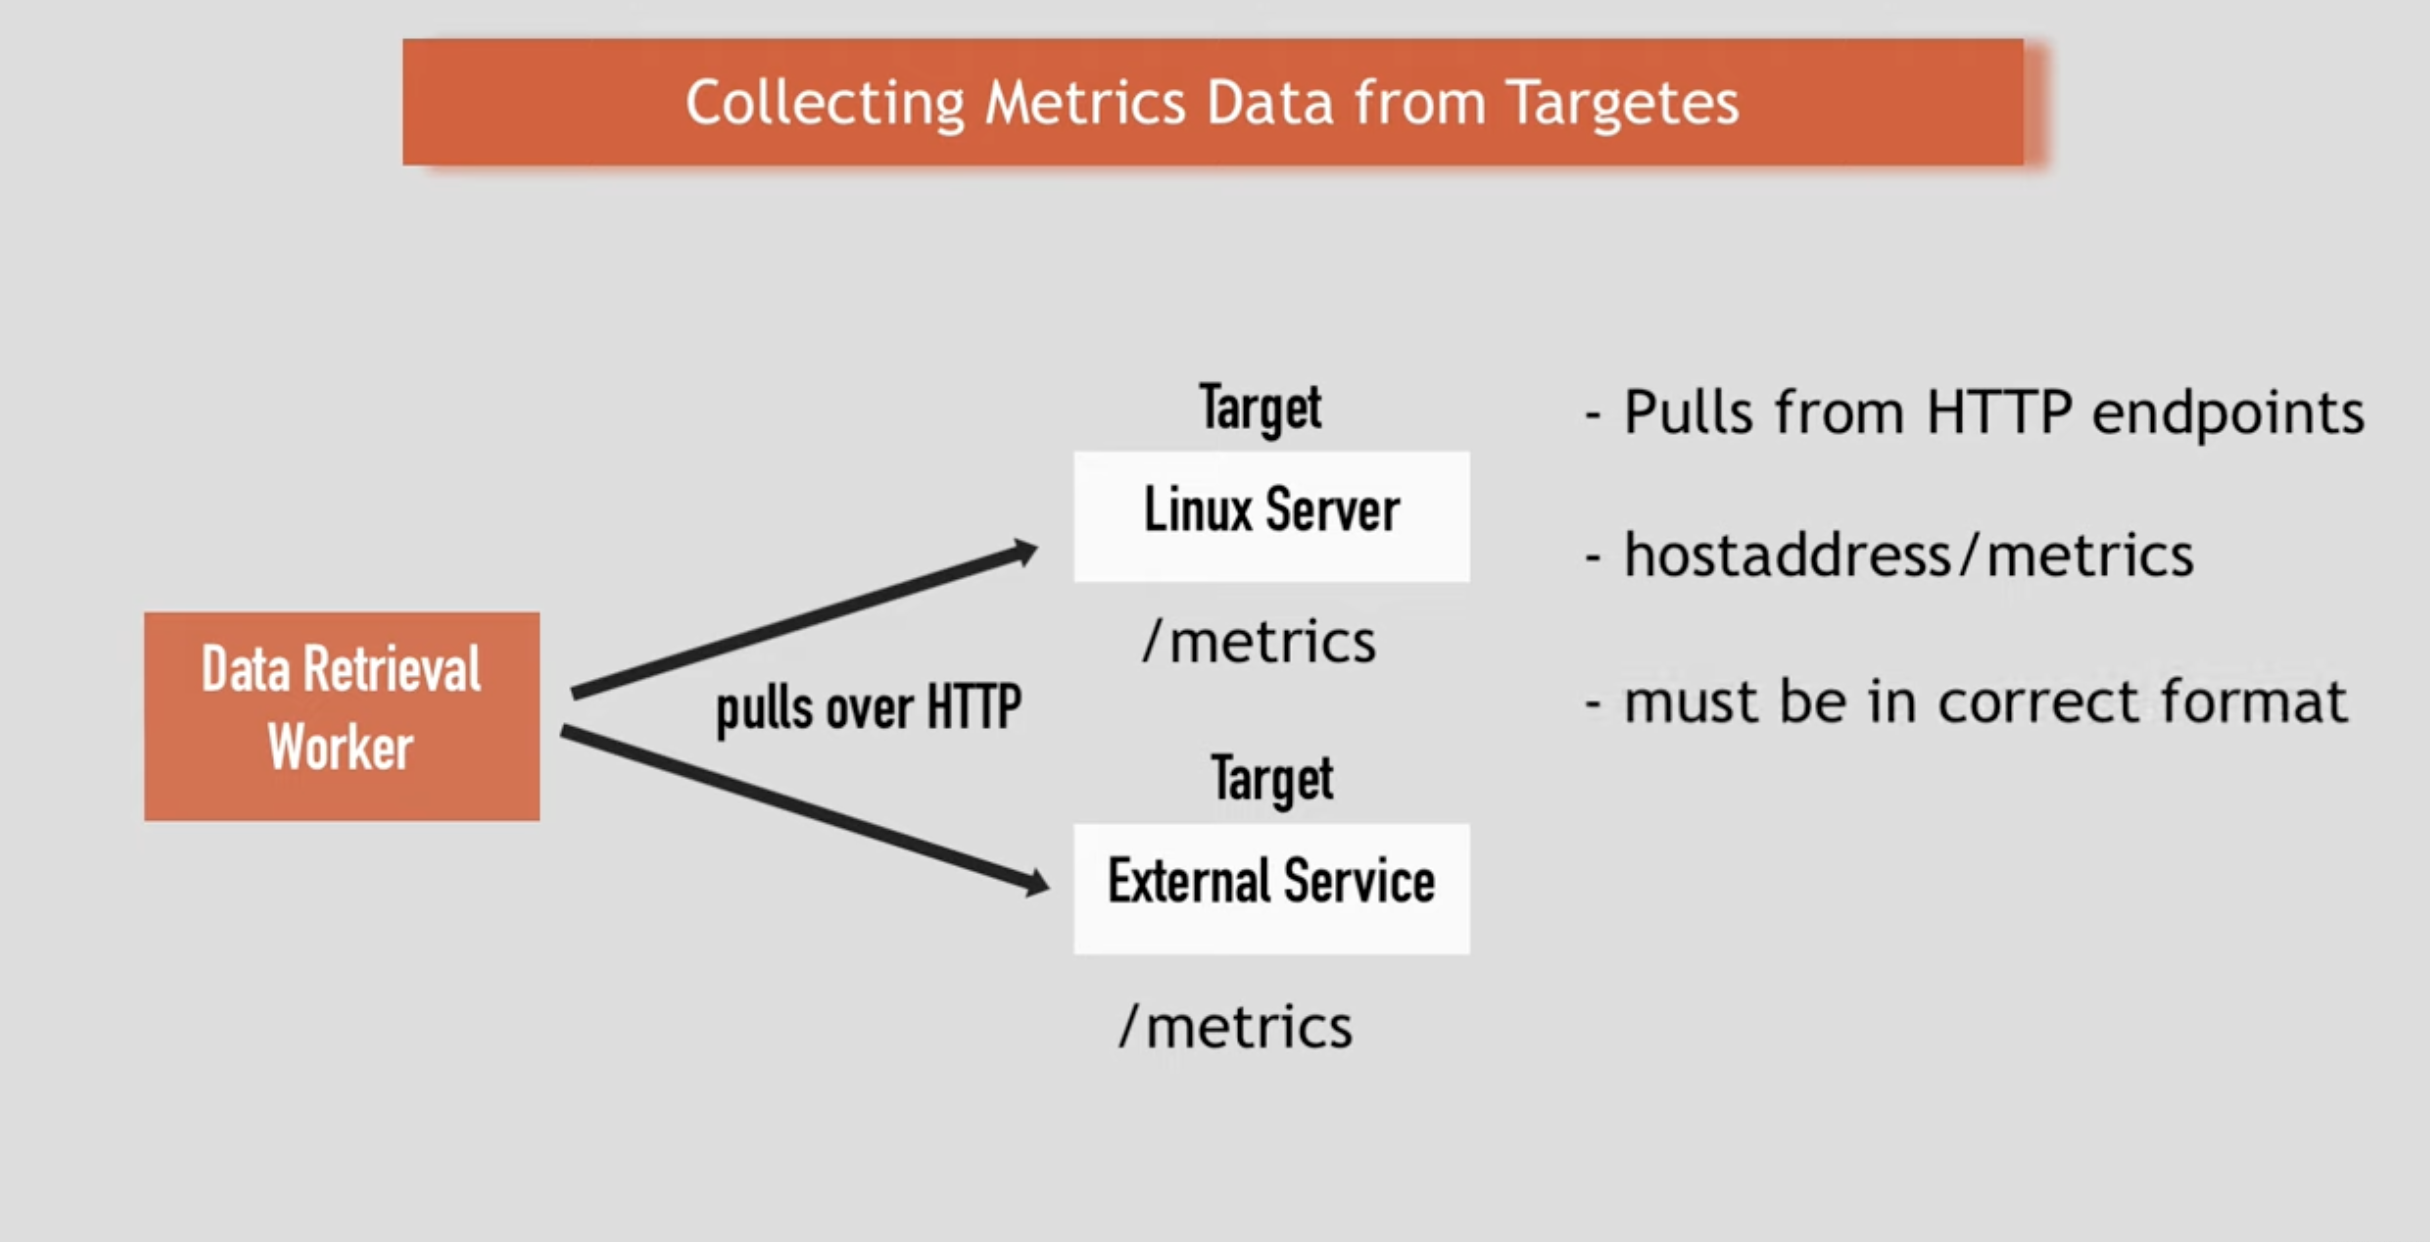 Collecting Metrics Data from Targetes
Target
Linux Server
/metrics
Data Retrieval
Worker
pulls over HTTP
Target
External Service
/metrics
- Pulls from HTTP endpoints
- hostaddress/metrics
- must be in correct format